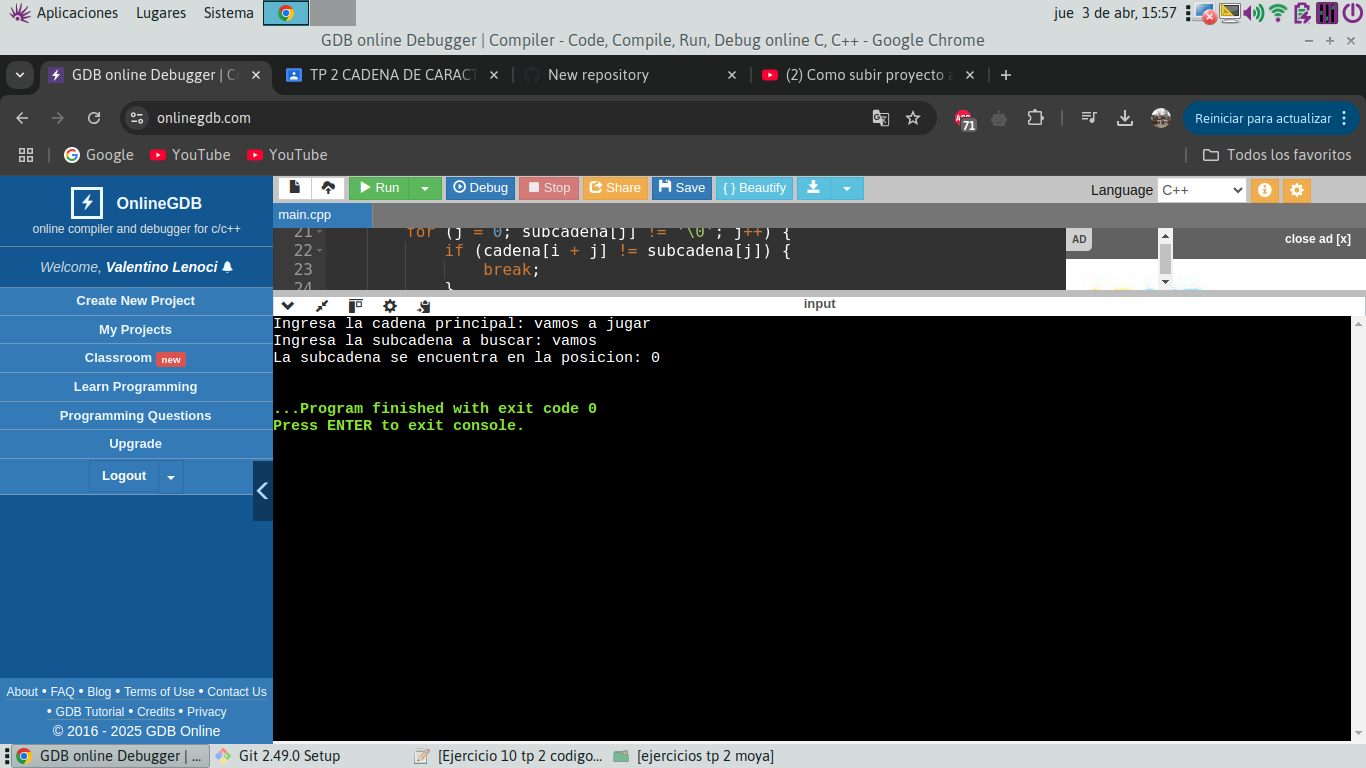 Aplicaciones Lugares Sistema jue 3 de abr, 15:57
GDB online Debugger | Compiler - Code, Compile, Run, Debug online C, C++ - Google Chrome
GDB online Debugger | C TP 2 CADENA DE CARACT New repository (2) Como subir proyecto a
onlinegdb.com 71 Reiniciar para actualizar
Google YouTube YouTube Todos los favoritos
OnlineGDB
online compiler and debugger for c/c++
Welcome, Valentino Lenoci
Create New Project
My Projects
Classroom new
Learn Programming
Programming Questions
Upgrade
Logout
About • FAQ • Blog • Terms of Use • Contact Us
• GDB Tutorial • Credits • Privacy
© 2016 - 2025 GDB Online
Run Debug Stop Share Save { } Beautify Language C++
main.cpp
21 for (j = 0; subcadena[j] != '\0'; j++) {
22 if (cadena[i + j] != subcadena[j]) {
23 break;
24 }
AD close ad [x]
input
Ingresa la cadena principal: vamos a jugar
Ingresa la subcadena a buscar: vamos
La subcadena se encuentra en la posicion: 0
...Program finished with exit code 0
Press ENTER to exit console.
GDB online Debugger | ... Git 2.49.0 Setup [Ejercicio 10 tp 2 codigo... [ejercicios tp 2 moya]